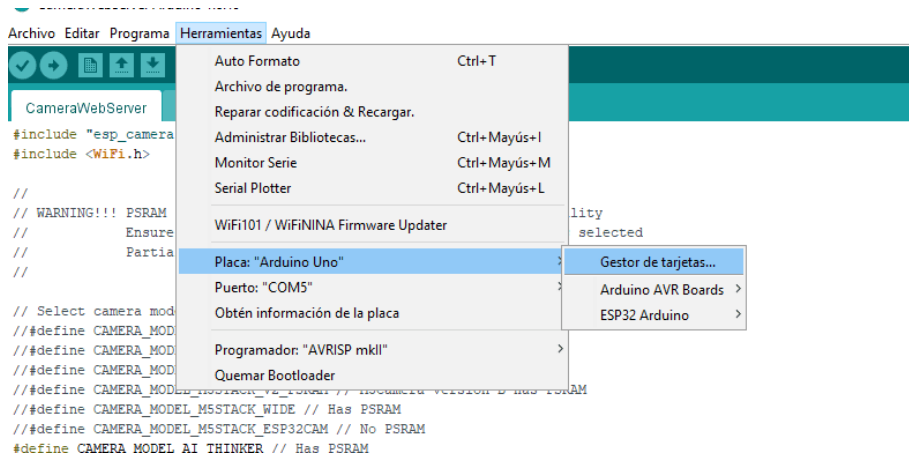 Archivo Editar Programa Herramientas Ayuda
Auto Formato Ctrl+T
Archivo de programa.
Reparar codificación & Recargar.
Administrar Bibliotecas... Ctrl+Mayús+I
Monitor Serie Ctrl+Mayús+M
Serial Plotter Ctrl+Mayús+L
WiFi101 / WiFiNINA Firmware Updater
Placa: "Arduino Uno"
Puerto: "COM5"
Obtén información de la placa
Programador: "AVRISP mkII"
Quemar Bootloader
Gestor de tarjetas...
Arduino AVR Boards
ESP32 Arduino
CameraWebServer
#include "esp_camera
#include <WiFi.h>
//
// WARNING!!! PSRAM lity
// Ensure selected
// Partia
//
// Select camera mod
//#define CAMERA_MOD
//#define CAMERA_MOD
//#define CAMERA_MOD
//#define CAMERA_MOD
//#define CAMERA_MODEL_M5STACK_WIDE // Has PSRAM
//#define CAMERA_MODEL_M5STACK_ESP32CAM // No PSRAM
#define CAMERA_MODEL_AI_THINKER // Has PSRAM